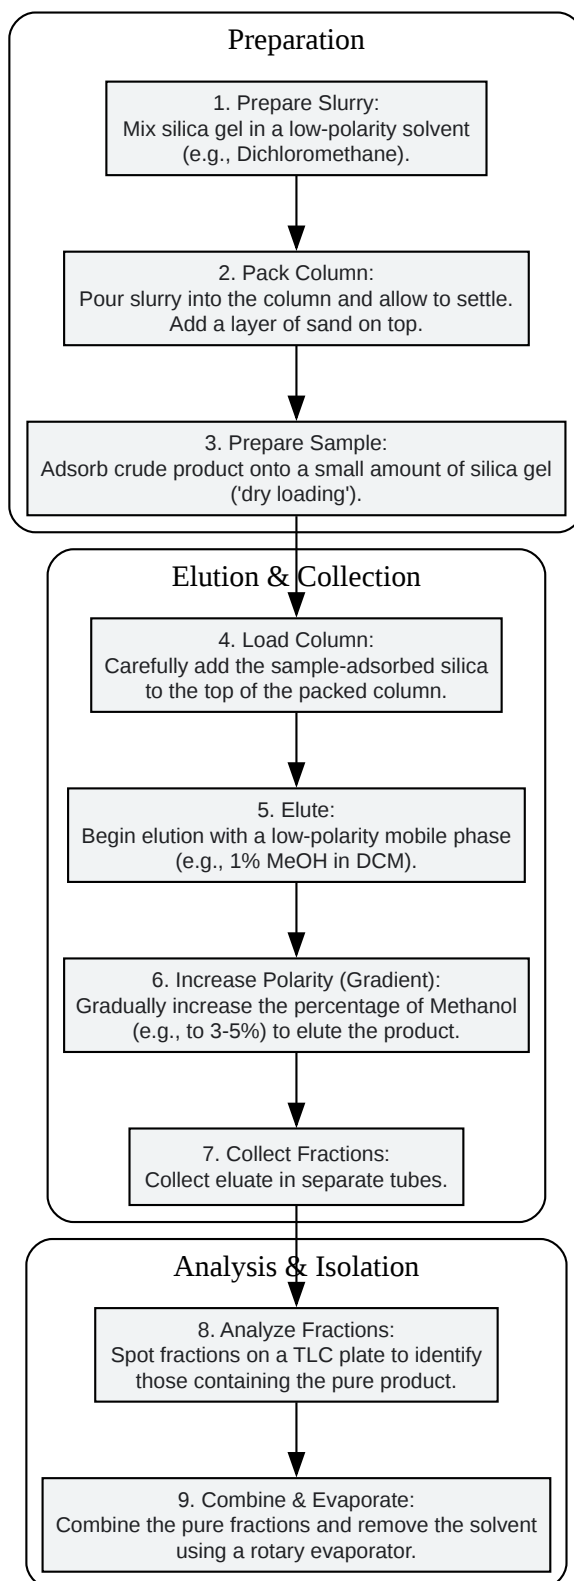 Preparation
1. Prepare Slurry:
Mix silica gel in a low-polarity solvent
(e.g., Dichloromethane).
2. Pack Column:
Pour slurry into the column and allow to settle.
Add a layer of sand on top.
3. Prepare Sample:
Adsorb crude product onto a small amount of silica gel
('dry loading').
Elution & Collection
4. Load Column:
Carefully add the sample-adsorbed silica
to the top of the packed column.
5. Elute:
Begin elution with a low-polarity mobile phase
(e.g., 1% MeOH in DCM).
6. Increase Polarity (Gradient):
Gradually increase the percentage of Methanol
(e.g., to 3-5%) to elute the product.
7. Collect Fractions:
Collect eluate in separate tubes.
Analysis & Isolation
8. Analyze Fractions:
Spot fractions on a TLC plate to identify
those containing the pure product.
9. Combine & Evaporate:
Combine the pure fractions and remove the solvent
using a rotary evaporator.